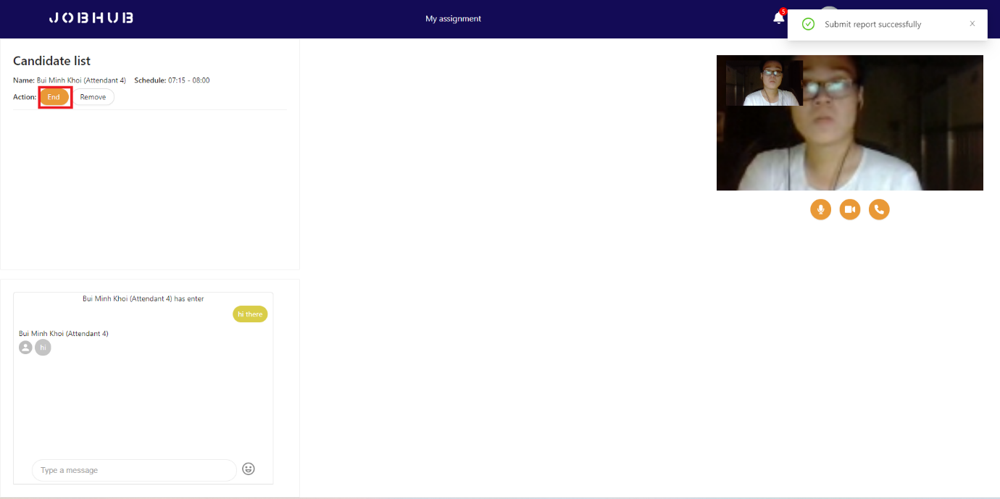 JOBHUB
My assignment
5
Submit report successfully
Candidate list
Name: Bui Minh Khoi (Attendant 4) Schedule: 07:15 - 08:00
Action: End Remove
Bui Minh Khoi (Attendant 4) has enter
hi there
Bui Minh Khoi (Attendant 4)
hi
Type a message